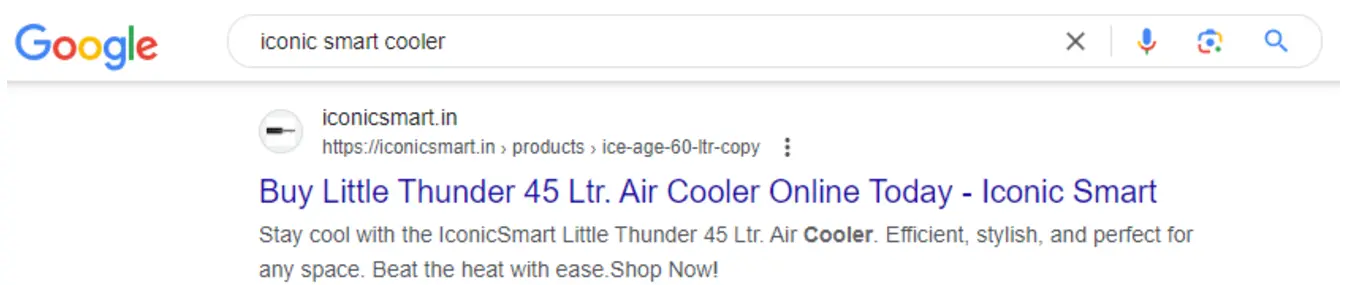 Google
iconic smart cooler
iconicsmart.in
https://iconicsmart.in › products › ice-age-60-ltr-copy
Buy Little Thunder 45 Ltr. Air Cooler Online Today - Iconic Smart
Stay cool with the IconicSmart Little Thunder 45 Ltr. Air Cooler. Efficient, stylish, and perfect for
any space. Beat the heat with ease.Shop Now!